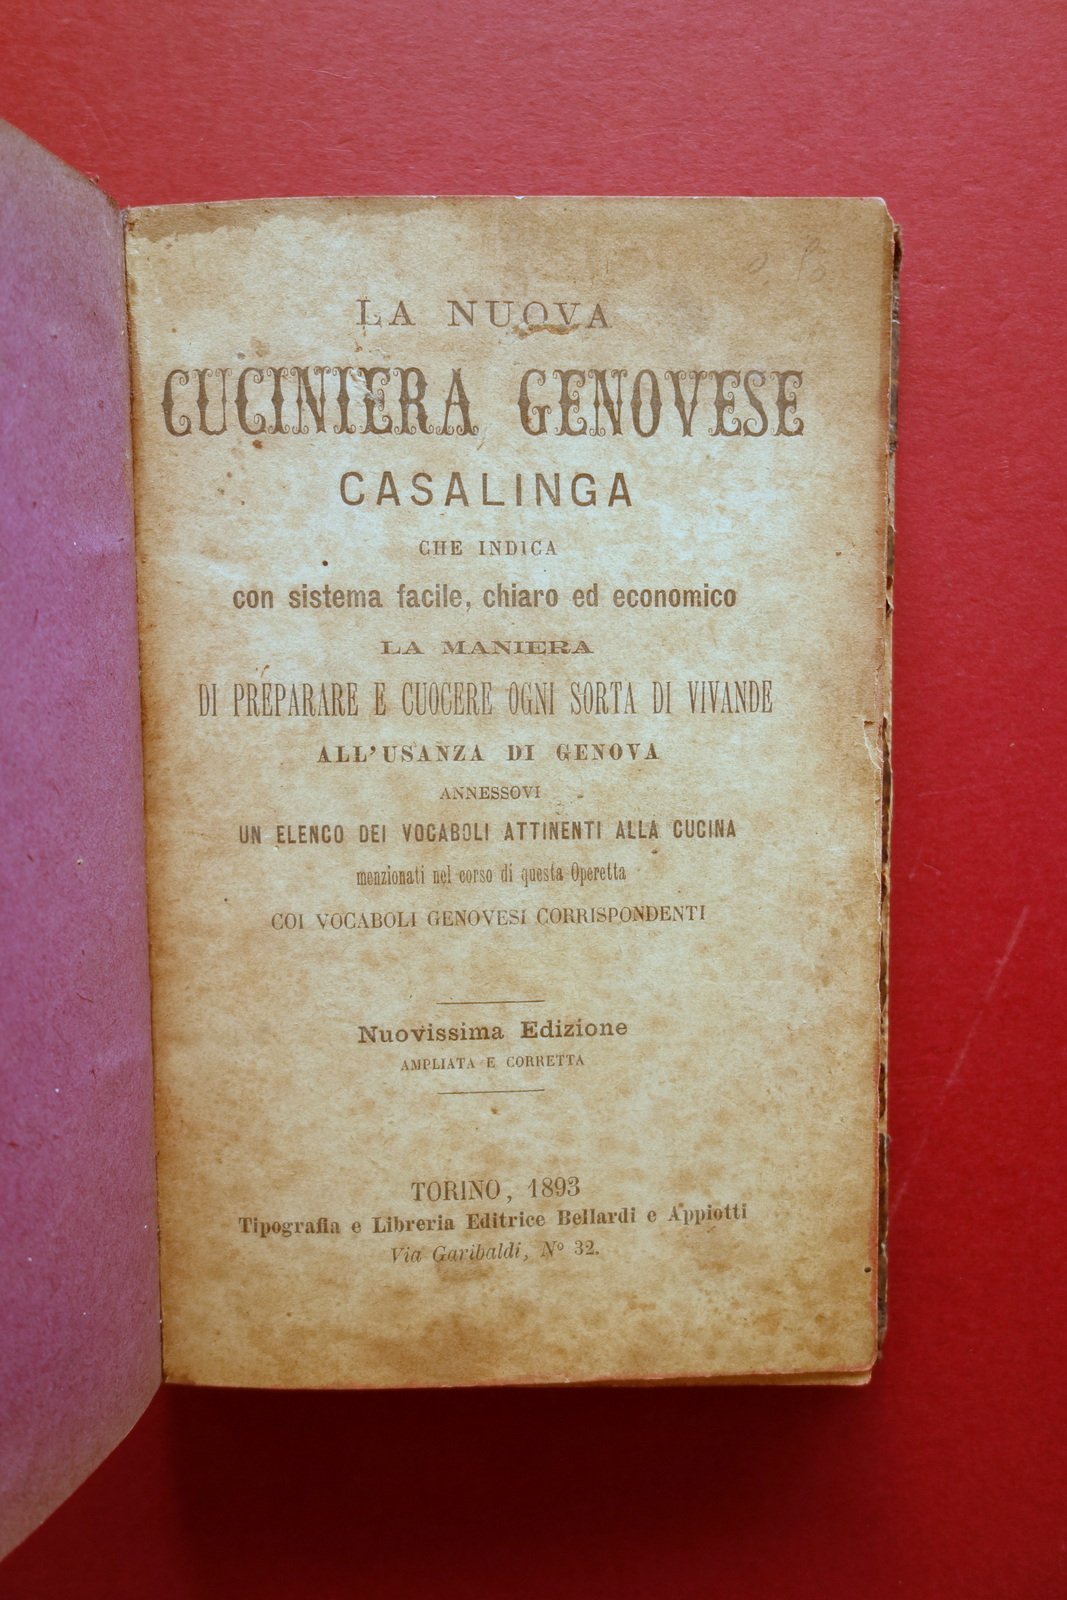 LA NUOVA
CUCINIERA GENOVESE
CASALINGA
CHE INDICA
con sistema facile, chiaro ed economico
LA MANIERA
DI PREPARARE E CUOCERE OGNI SORTA DI VIVANDE
ALL'USANZA DI GENOVA
ANNESSOVI
UN ELENCO DEI VOCABOLI ATTINENTI ALLA CUCINA
menzionati nel corso di questa Operetta
COI VOCABOLI GENOVESI CORRISPONDENTI
Nuovissima Edizione
AMPLIATA E CORRETTA
TORINO, 1893
Tipografia e Libreria Editrice Bellardi e Appiotti
Via Garibaldi, Nº 32.